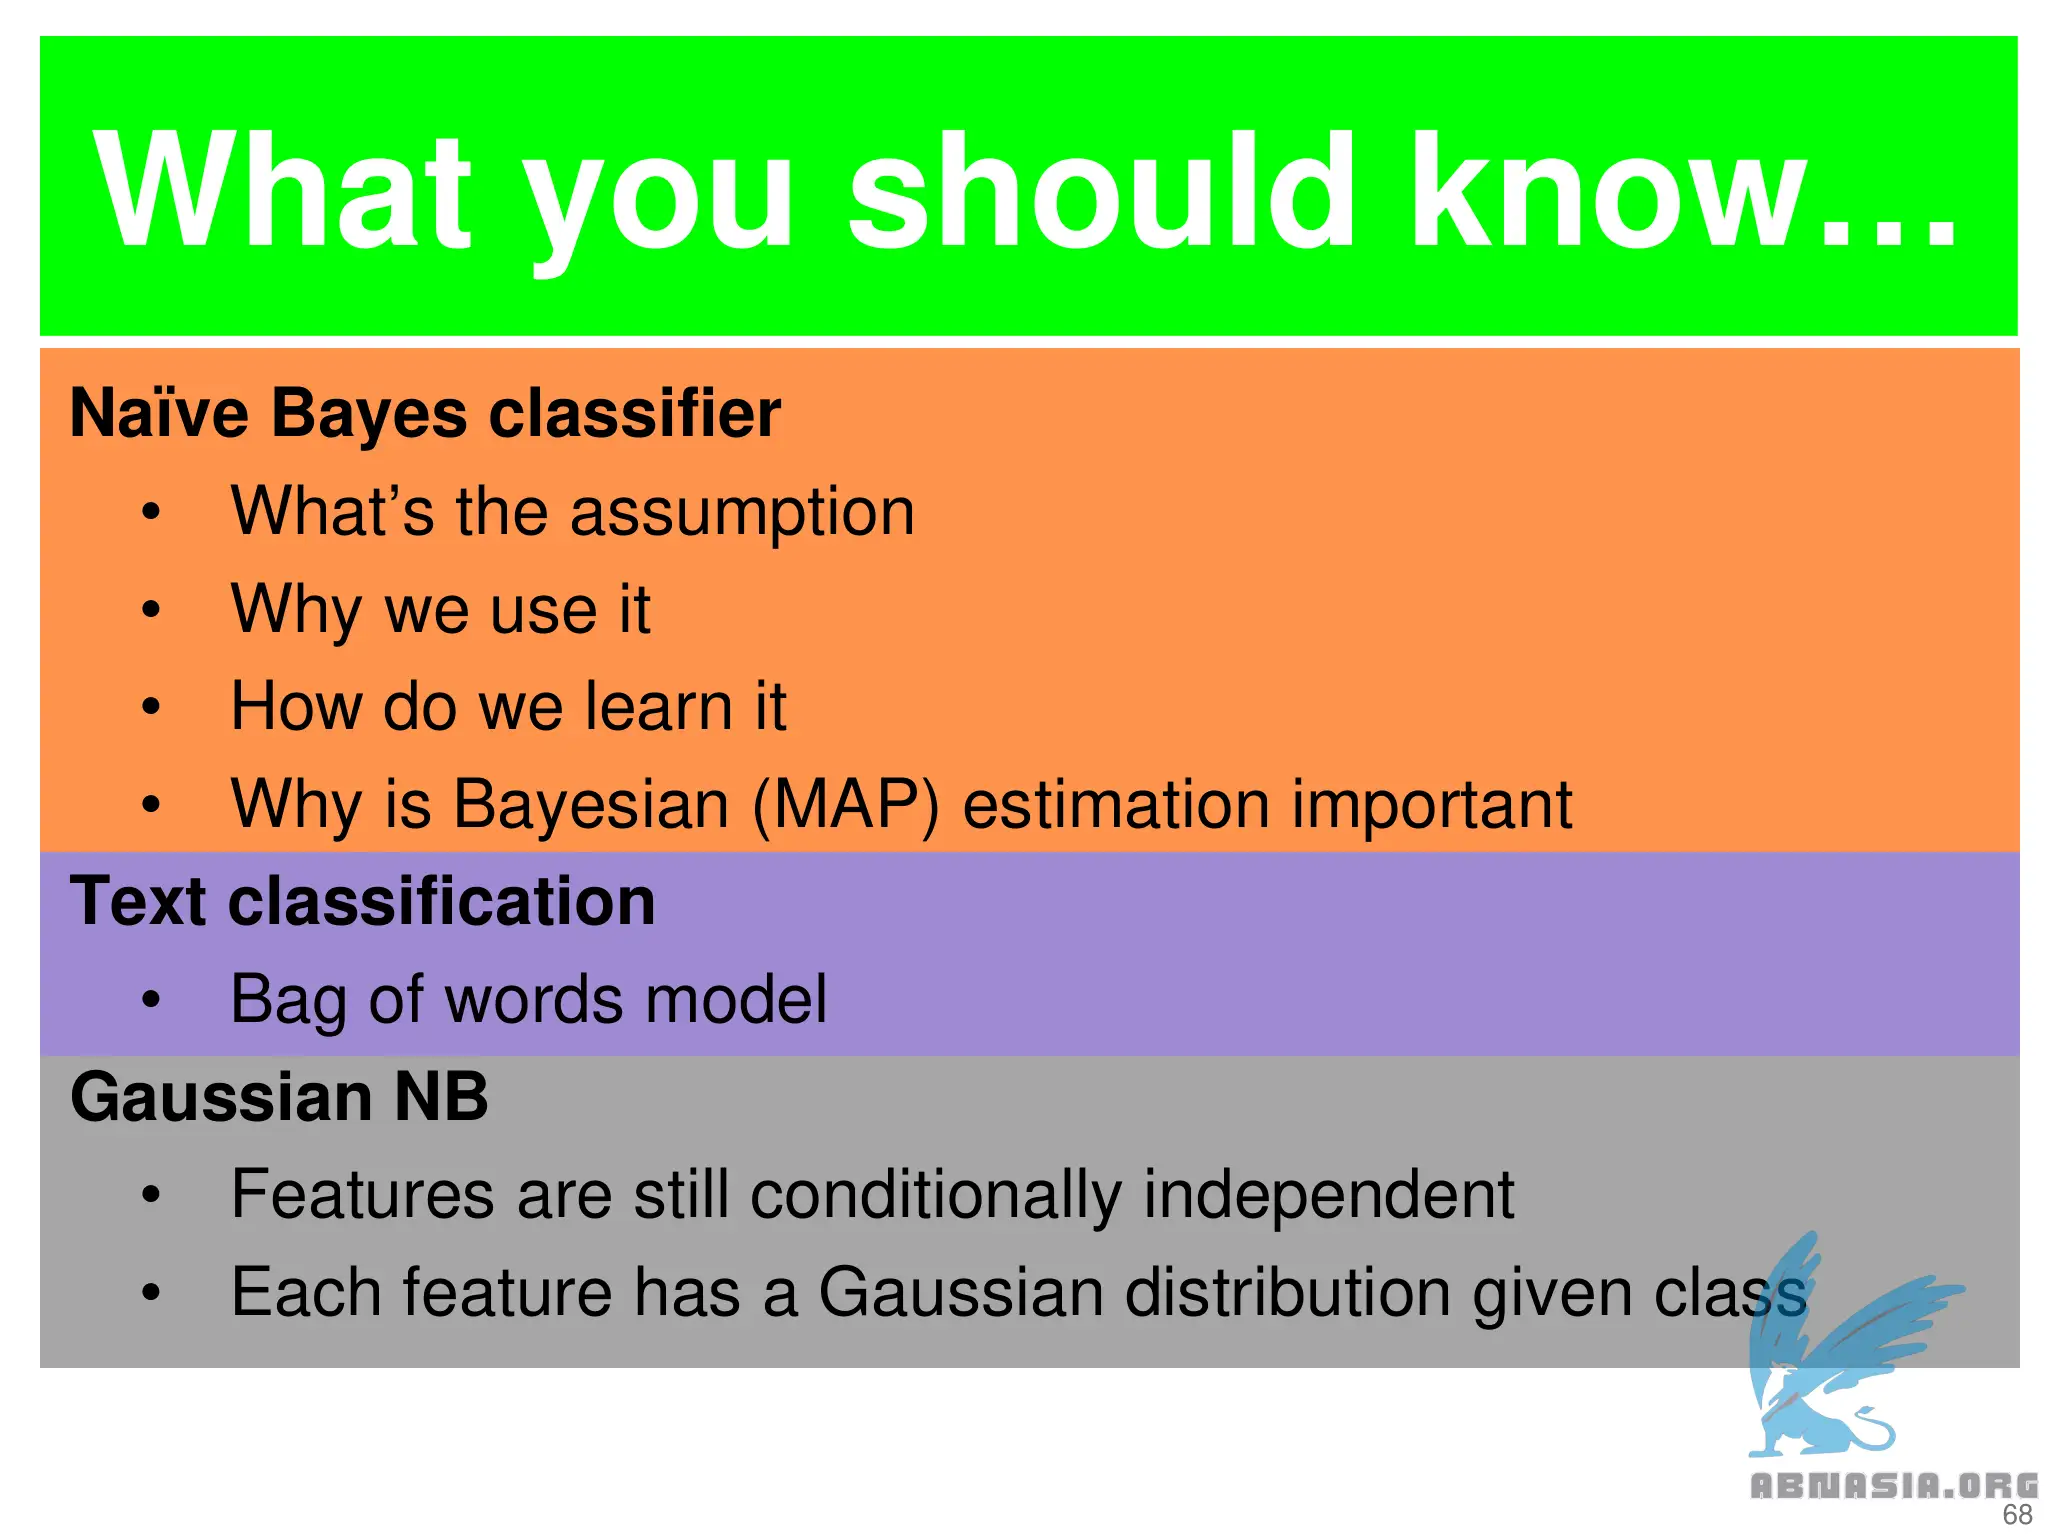 What you should know…
Naïve Bayes classifier
• What’s the assumption
• Why we use it
• How do we learn it
• Why is Bayesian (MAP) estimation important
Text classification
• Bag of words model
Gaussian NB
• Features are still conditionally independent
• Each feature has a Gaussian distribution given class
ABNASIA.ORG
68